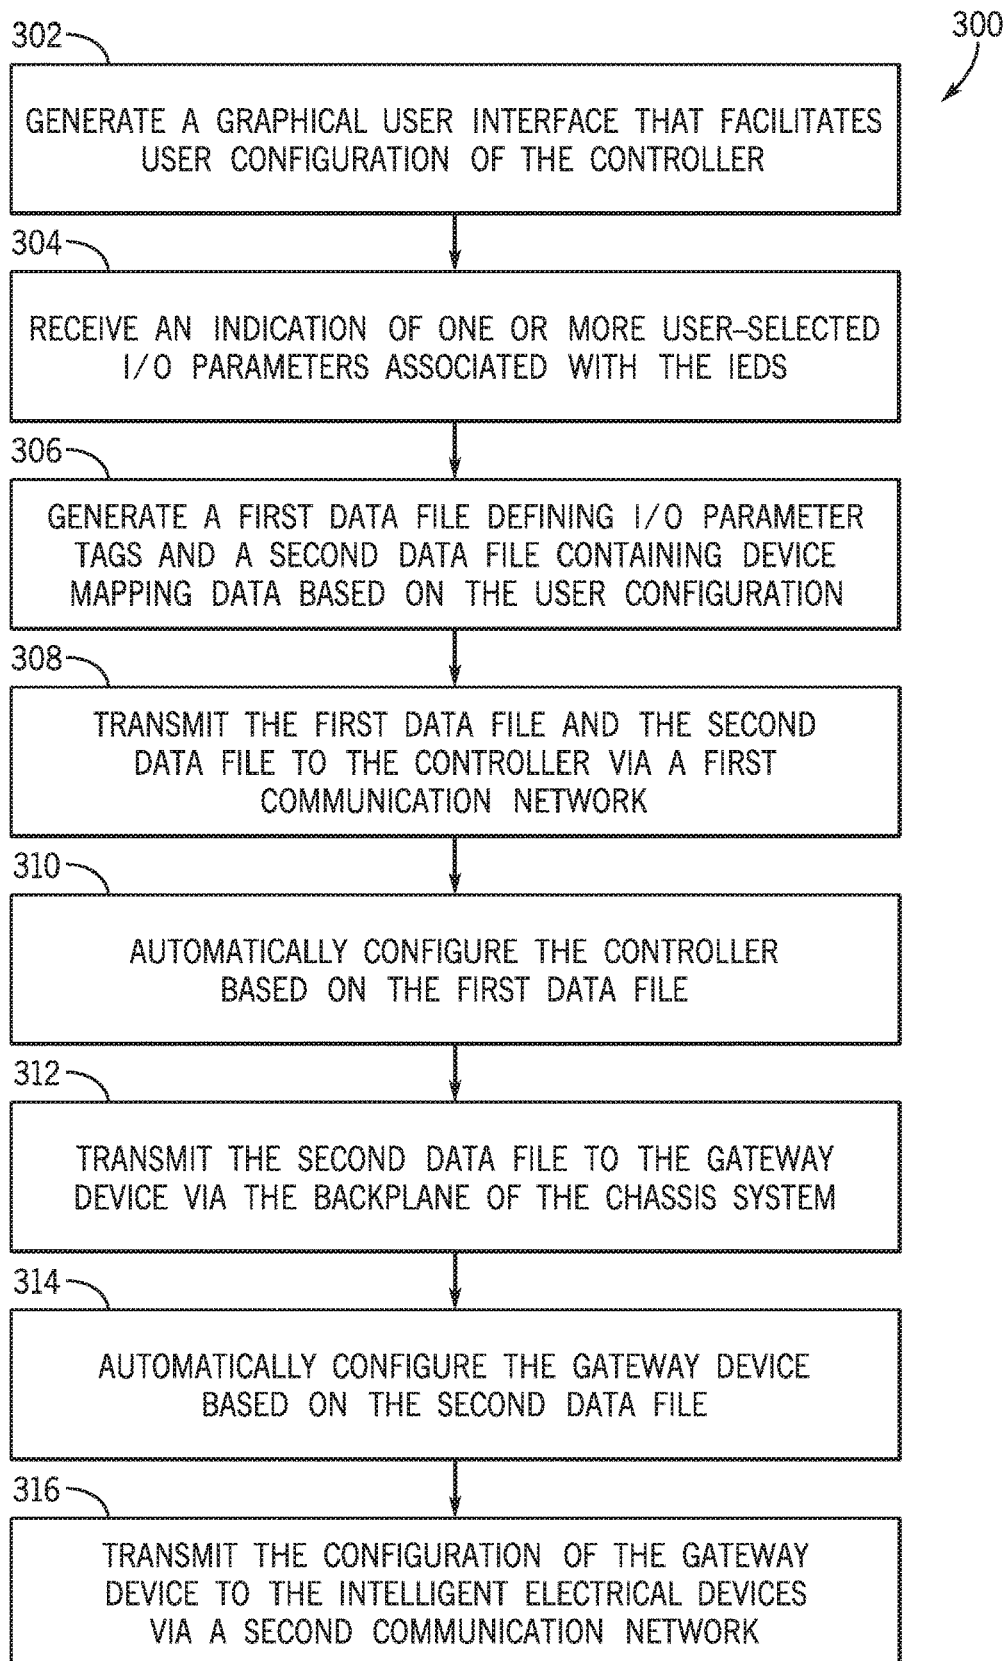 300
302
GENERATE A GRAPHICAL USER INTERFACE THAT FACILITATES
USER CONFIGURATION OF THE CONTROLLER
304
RECEIVE AN INDICATION OF ONE OR MORE USER-SELECTED
I/O PARAMETERS ASSOCIATED WITH THE IEDS
306
GENERATE A FIRST DATA FILE DEFINING I/O PARAMETER
TAGS AND A SECOND DATA FILE CONTAINING DEVICE
MAPPING DATA BASED ON THE USER CONFIGURATION
308
TRANSMIT THE FIRST DATA FILE AND THE SECOND
DATA FILE TO THE CONTROLLER VIA A FIRST
COMMUNICATION NETWORK
310
AUTOMATICALLY CONFIGURE THE CONTROLLER
BASED ON THE FIRST DATA FILE
312
TRANSMIT THE SECOND DATA FILE TO THE GATEWAY
DEVICE VIA THE BACKPLANE OF THE CHASSIS SYSTEM
314
AUTOMATICALLY CONFIGURE THE GATEWAY DEVICE
BASED ON THE SECOND DATA FILE
316
TRANSMIT THE CONFIGURATION OF THE GATEWAY
DEVICE TO THE INTELLIGENT ELECTRICAL DEVICES
VIA A SECOND COMMUNICATION NETWORK